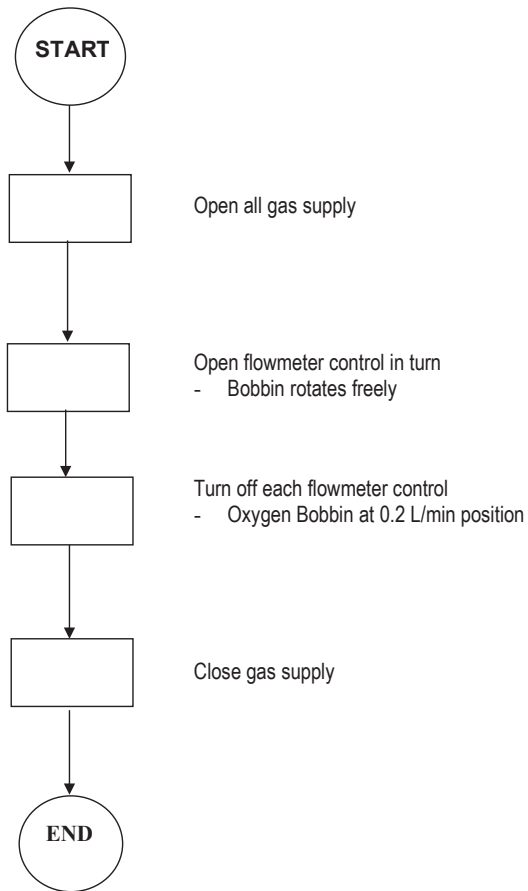 START
Open all gas supply
Open flowmeter control in turn
- Bobbin rotates freely
Turn off each flowmeter control
- Oxygen Bobbin at 0.2 L/min position
Close gas supply
END